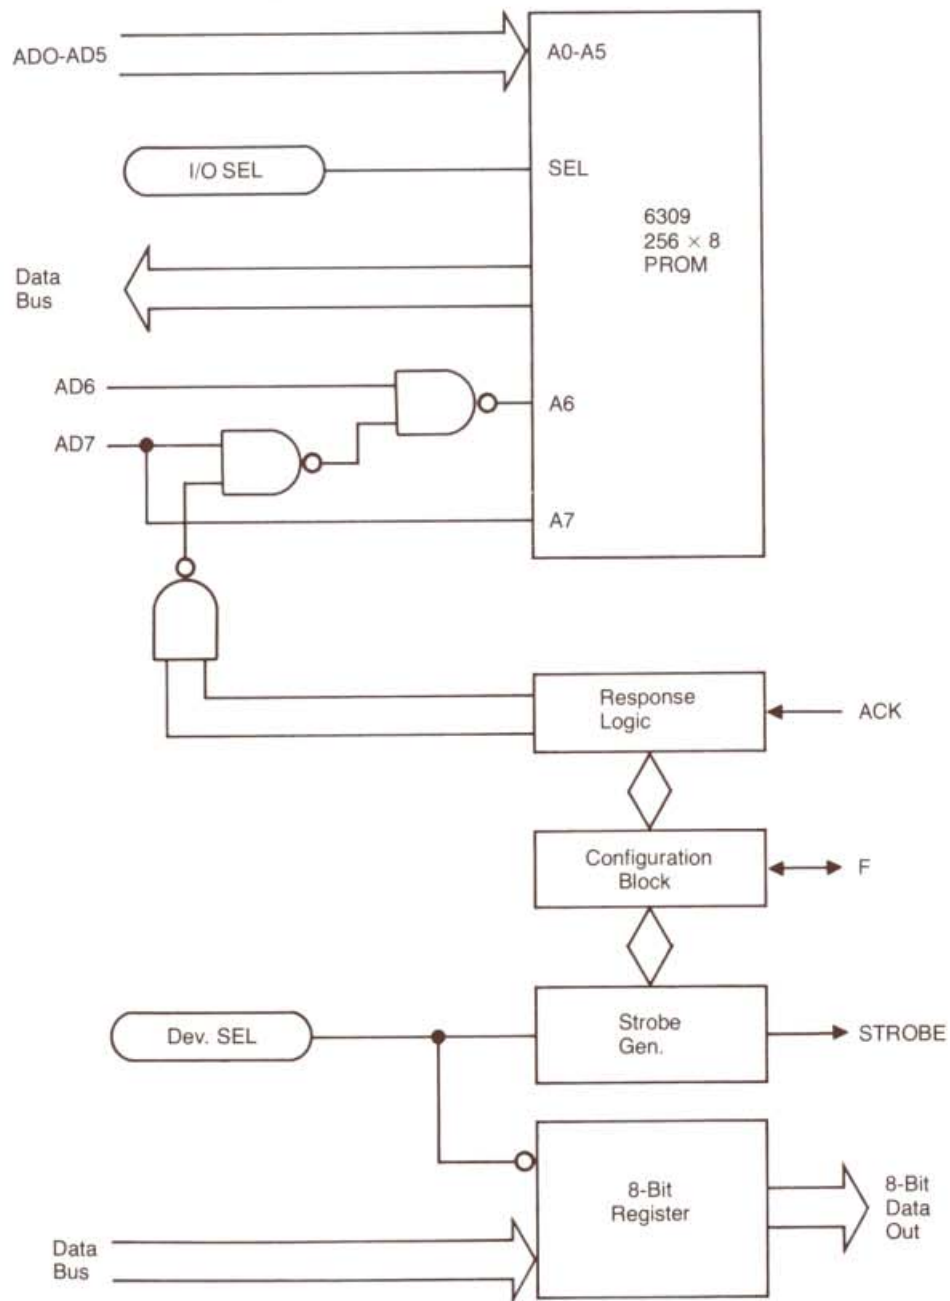 ADO-AD5
A0-A5
I/O SEL
SEL
6309
256 × 8
PROM
Data
Bus
AD6
A6
AD7
A7
Response
Logic
ACK
Configuration
Block
F
Dev. SEL
Strobe
Gen.
STROBE
8-Bit
Register
8-Bit
Data
Out
Data
Bus